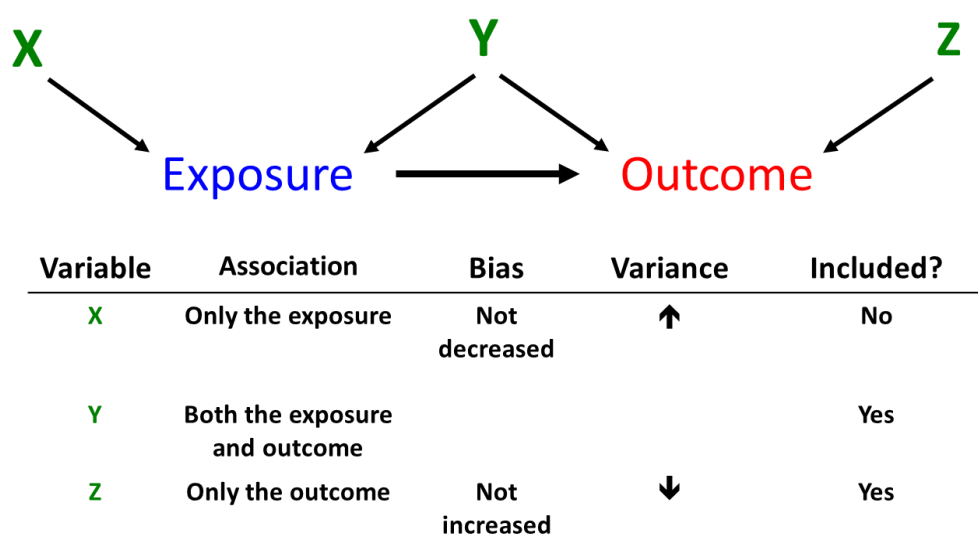 X Y Z
Exposure Outcome
Variable Association Bias Variance Included?
X Only the exposure Not ↑ No
decreased
Y Both the exposure Yes
and outcome
Z Only the outcome Not ↓ Yes
increased